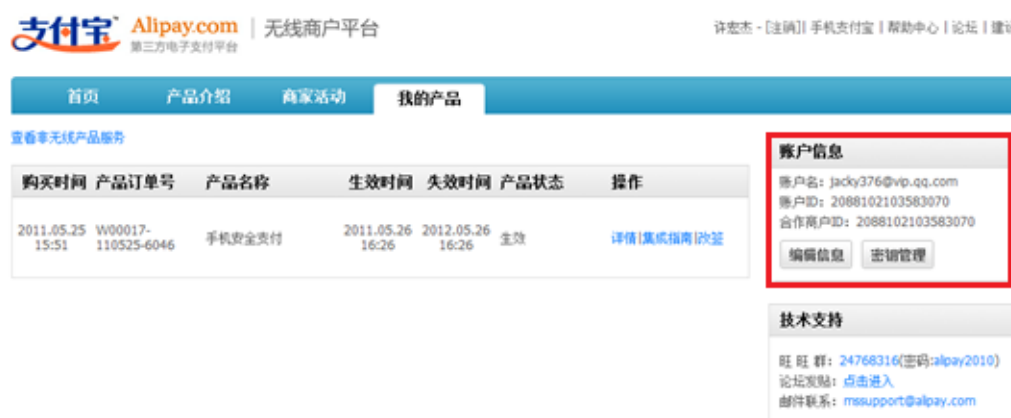 支付宝 Alipay.com | 无线商户平台
第三方电子支付平台
许宏杰 - [注销]| 手机支付宝 | 帮助中心 | 论坛 | 建议
首页 产品介绍 商家活动 我的产品
查看非无线产品服务
购买时间 产品订单号 产品名称 生效时间 失效时间 产品状态 操作
2011.05.25 W00017- 手机安全支付 2011.05.26 2012.05.26 生效 详情|集成指南|改签
15:51 110525-6046 16:26 16:26
账户信息
账户名: jacky376@vip.qq.com
账户ID: 2088102103583070
合作商户ID: 2088102103583070
编辑信息 密钥管理
技术支持
旺 旺 群: 24768316(密码:alipay2010)
论坛发贴: 点击进入
邮件联系: mssupport@alipay.com